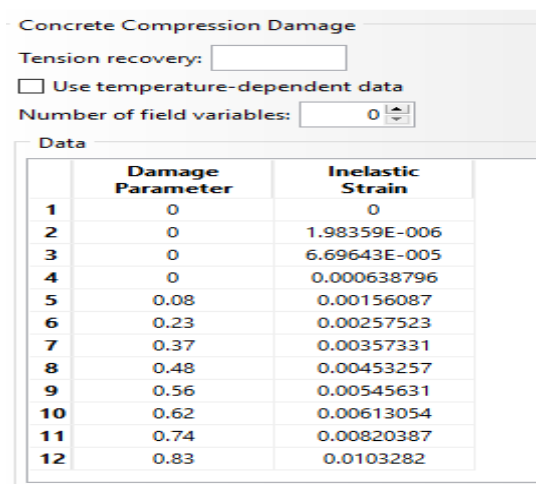 Concrete Compression Damage
Tension recovery:
Use temperature-dependent data
Number of field variables: 0
Data
Damage Parameter Inelastic Strain
1 0 0
2 0 1.98359E-006
3 0 6.69643E-005
4 0 0.000638796
5 0.08 0.00156087
6 0.23 0.00257523
7 0.37 0.00357331
8 0.48 0.00453257
9 0.56 0.00545631
10 0.62 0.00613054
11 0.74 0.00820387
12 0.83 0.0103282